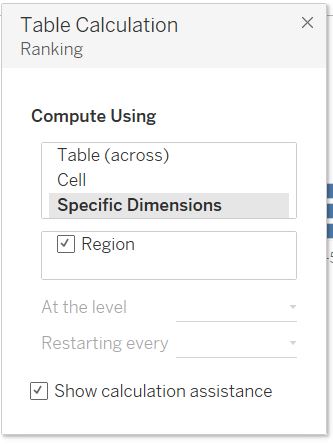 Table Calculation
Ranking
Compute Using
Table (across)
Cell
Specific Dimensions
Region
At the level
Restarting every
Show calculation assistance